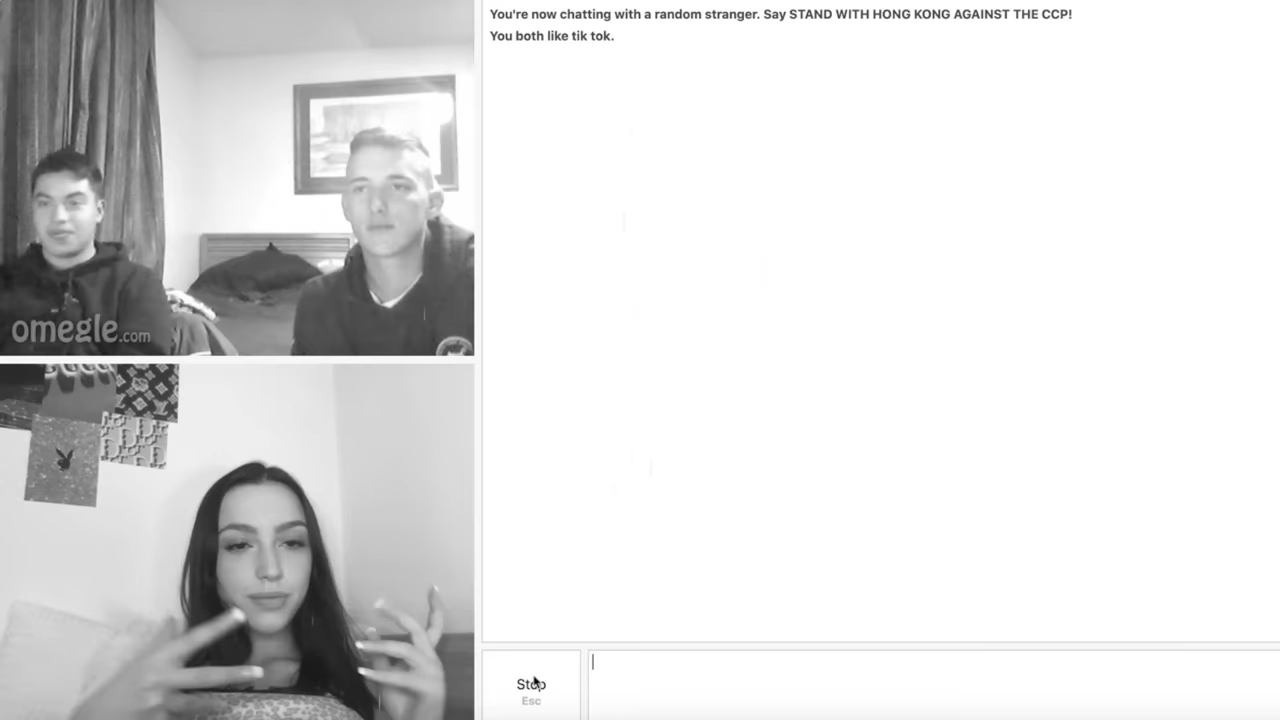 You're now chatting with a random stranger. Say STAND WITH HONG KONG AGAINST THE CCP!
You both like tik tok.
omegle.com
Stop
Esc